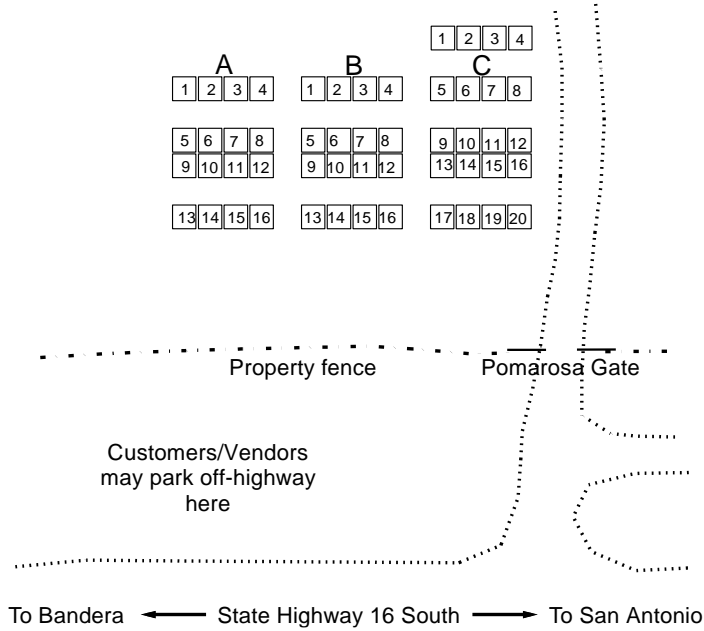 1 2 3 4
A B C
1 2 3 4 1 2 3 4 5 6 7 8
5 6 7 8 5 6 7 8 9 10 11 12
9 10 11 12 9 10 11 12 13 14 15 16
13 14 15 16 13 14 15 16 17 18 19 20
Property fence Pomarosa Gate
Customers/Vendors
may park off-highway
here
To Bandera State Highway 16 South To San Antonio